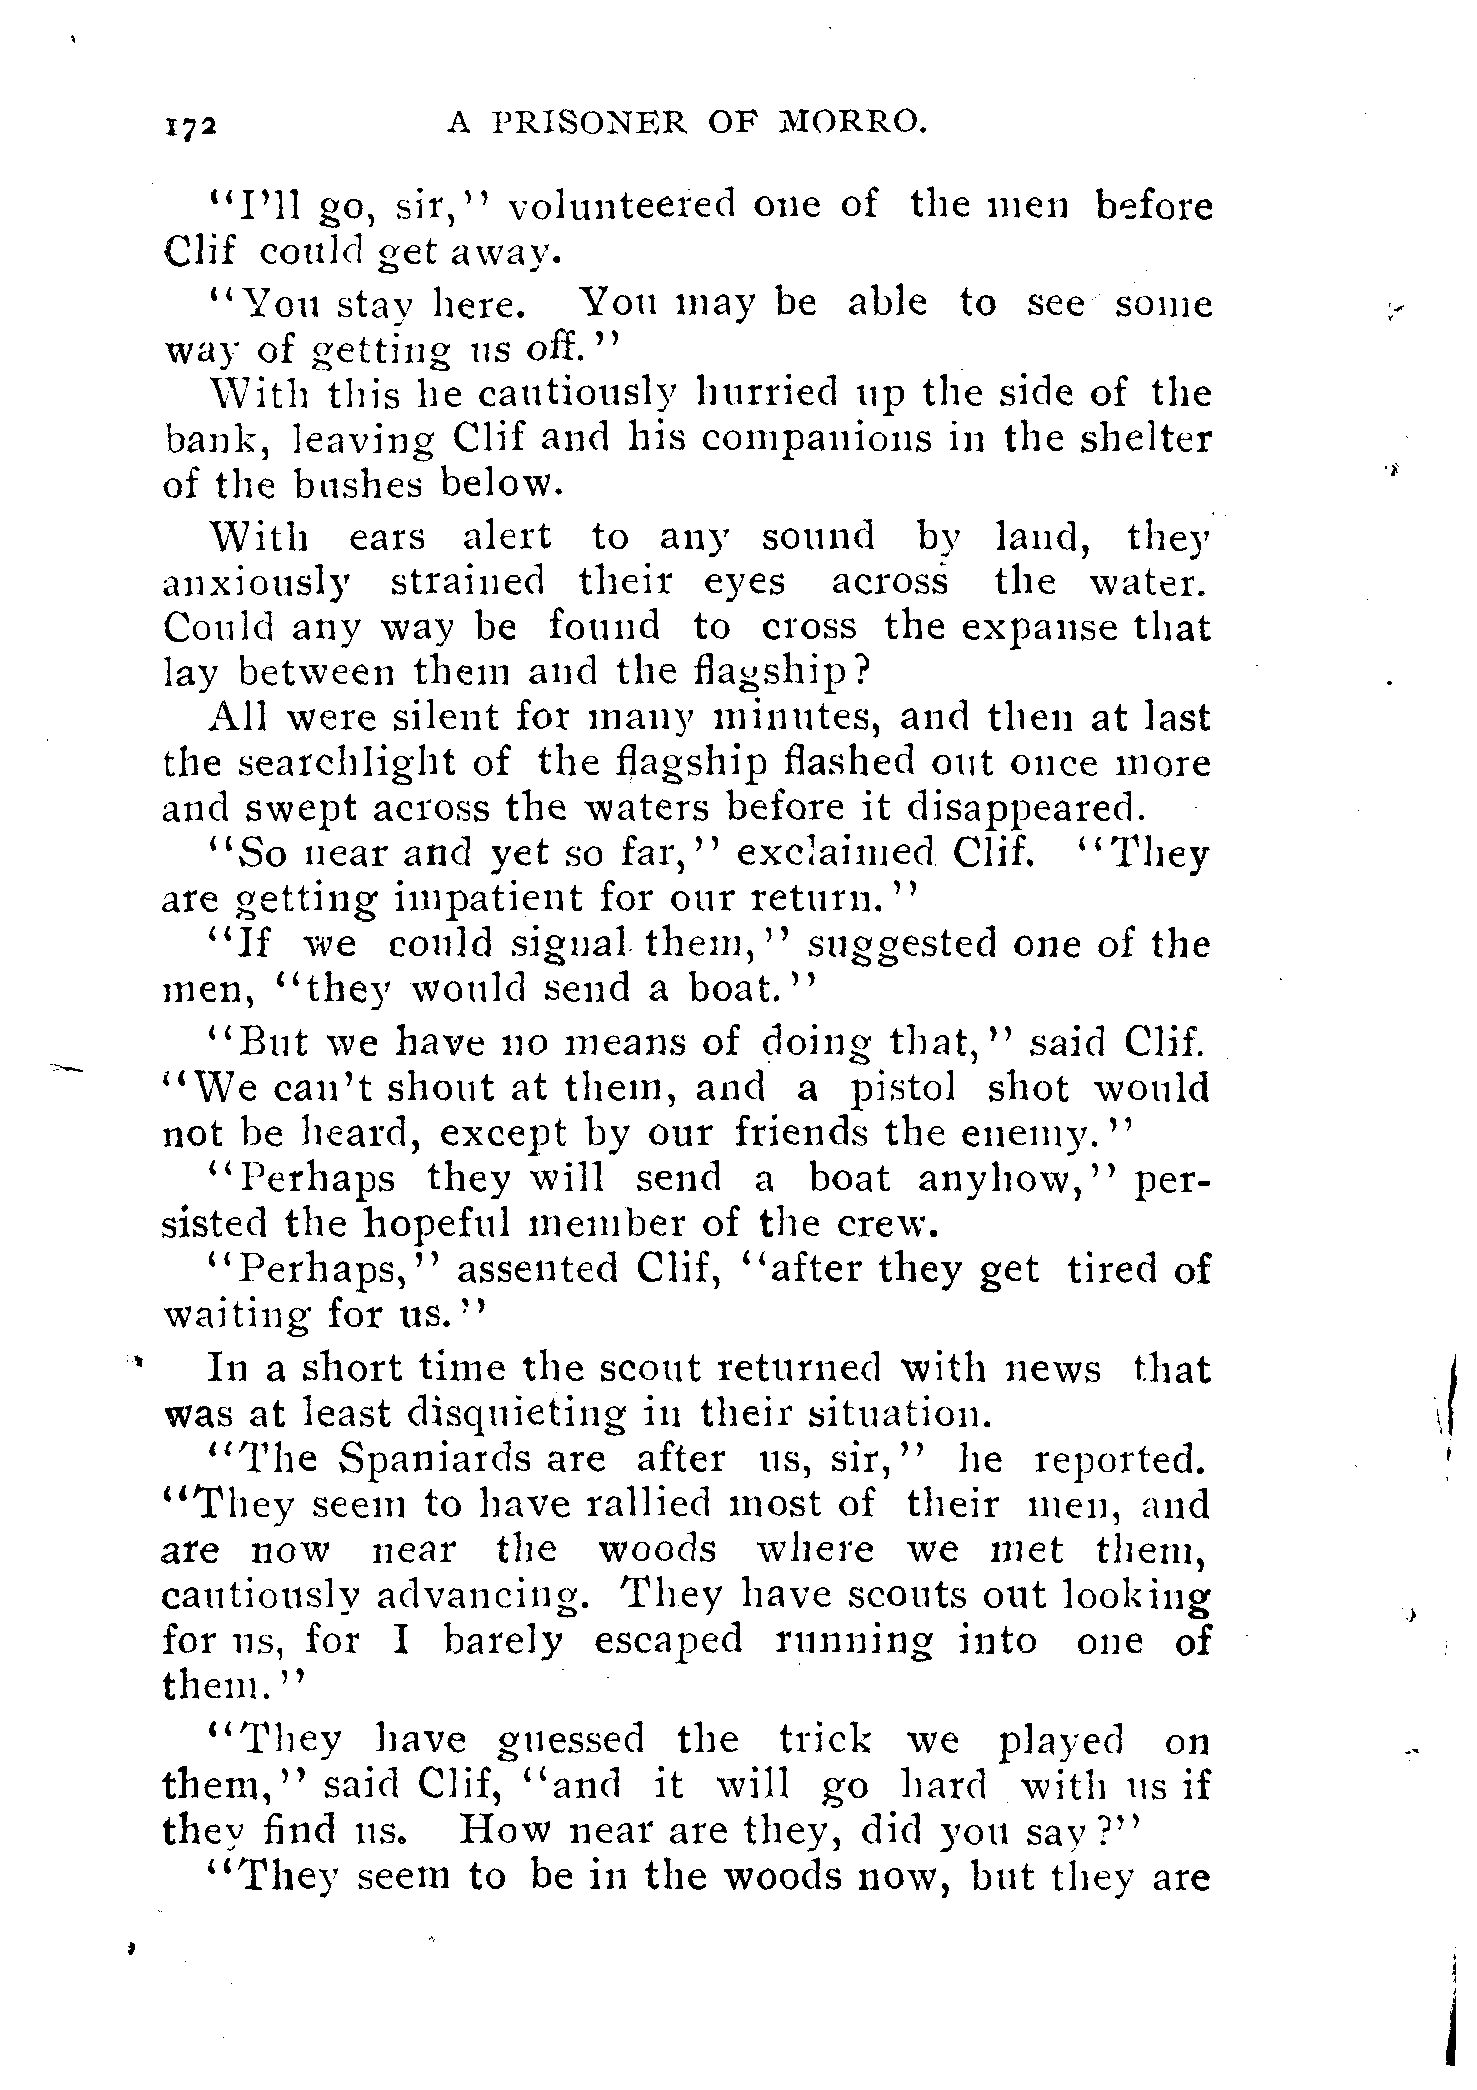 172 A PRISONER OF MORRO.
"I'll go, sir," volunteered one of the men before
Clif could get away.
"You stay here. You may be able to see some
way of getting us off."
With this he cautiously hurried up the side of the
bank, leaving Clif and his companions in the shelter
of the bushes below.
With ears alert to any sound by land, they
anxiously strained their eyes across the water.
Could any way be found to cross the expanse that
lay between them and the flagship?
All were silent for many minutes, and then at last
the searchlight of the flagship flashed out once more
and swept across the waters before it disappeared.
"So near and yet so far," exclaimed Clif. "They
are getting impatient for our return."
"If we could signal them," suggested one of the
men, "they would send a boat."
"But we have no means of doing that," said Clif.
"We can't shout at them, and a pistol shot would
not be heard, except by our friends the enemy."
"Perhaps they will send a boat anyhow," per-
sisted the hopeful member of the crew.
"Perhaps," assented Clif, "after they get tired of
waiting for us."
In a short time the scout returned with news that
was at least disquieting in their situation.
"The Spaniards are after us, sir," he reported.
"They seem to have rallied most of their men, and
are now near the woods where we met them,
cautiously advancing. They have scouts out looking
for us, for I barely escaped running into one of
them."
"They have guessed the trick we played on
them," said Clif, "and it will go hard with us if
they find us. How near are they, did you say?"
"They seem to be in the woods now, but they are